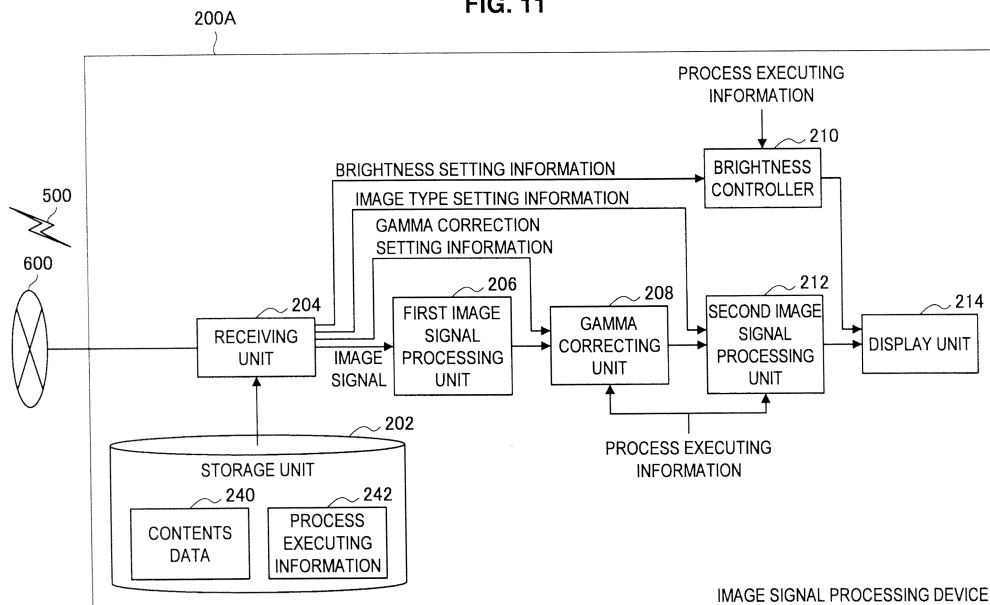 FIG. 11
200A
PROCESS EXECUTING
INFORMATION
210
BRIGHTNESS
CONTROLLER
BRIGHTNESS SETTING INFORMATION
IMAGE TYPE SETTING INFORMATION
GAMMA CORRECTION
SETTING INFORMATION
500
600
204
RECEIVING
UNIT
IMAGE
SIGNAL
206
FIRST IMAGE
SIGNAL
PROCESSING
UNIT
208
GAMMA
CORRECTING
UNIT
212
SECOND IMAGE
SIGNAL
PROCESSING
UNIT
214
DISPLAY UNIT
PROCESS EXECUTING
INFORMATION
202
STORAGE UNIT
240
CONTENTS
DATA
242
PROCESS
EXECUTING
INFORMATION
IMAGE SIGNAL PROCESSING DEVICE